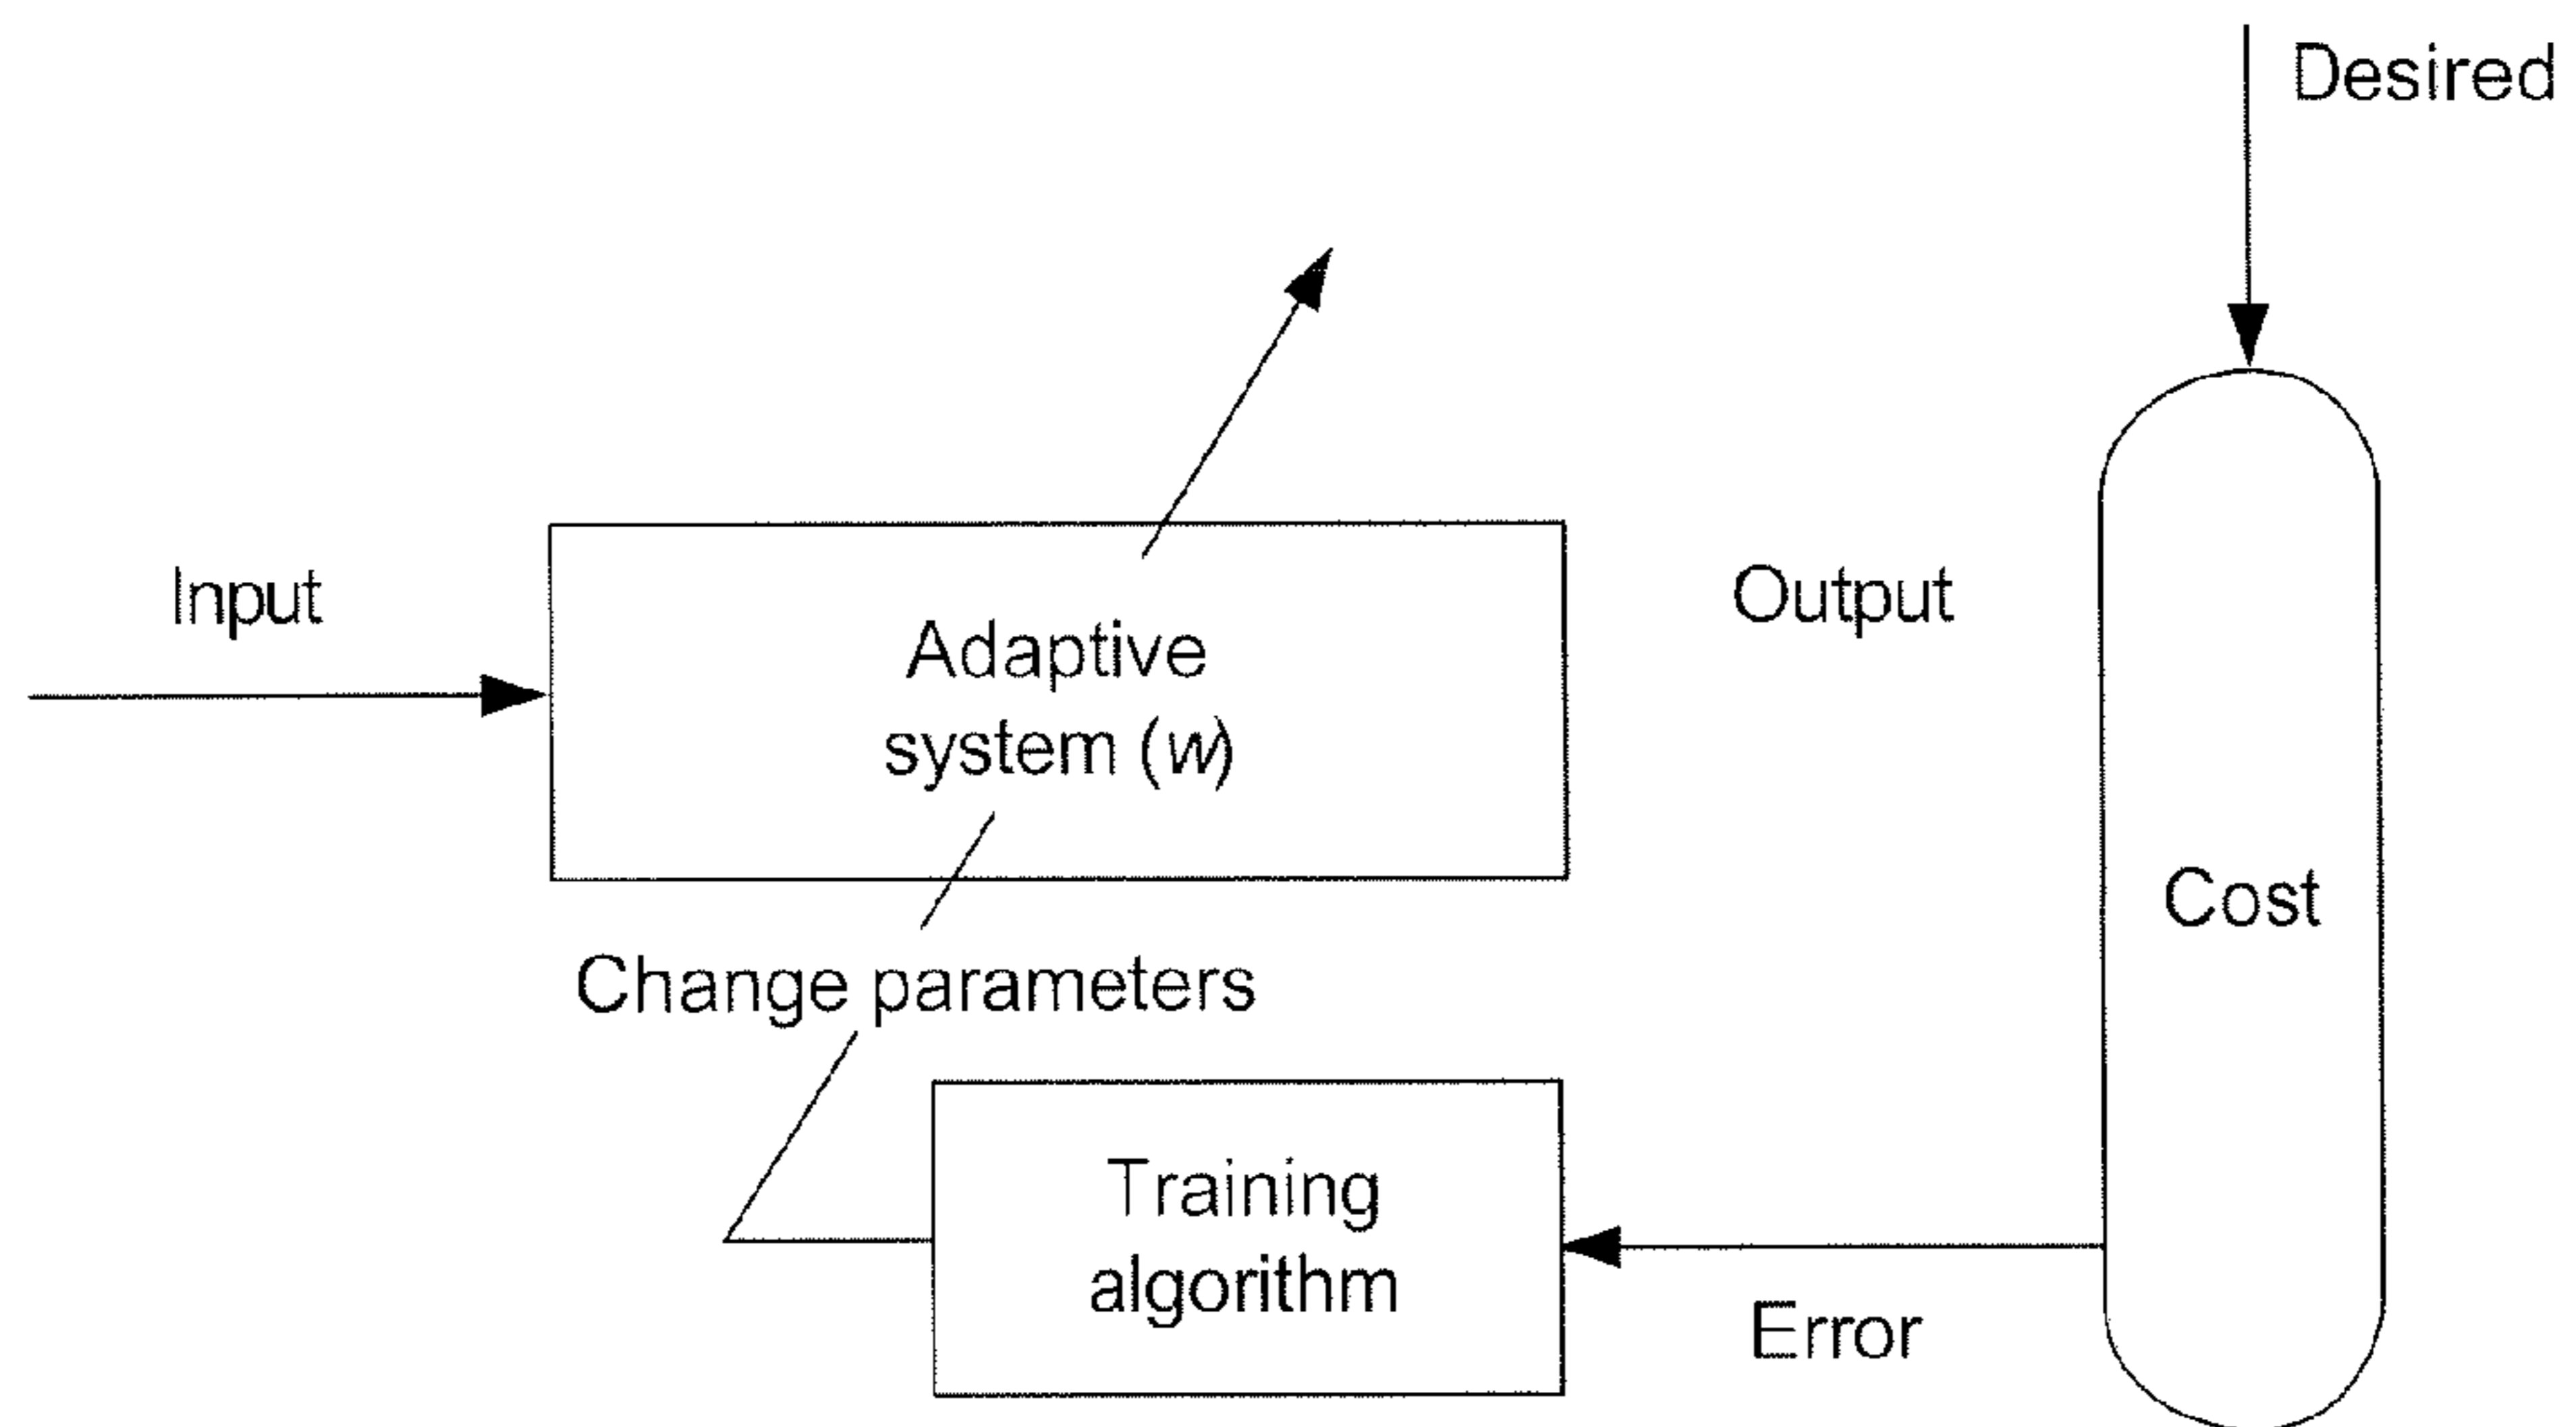 Desired
Input
Adaptive
system (w)
Output
Cost
Change parameters
Training
algorithm
Error